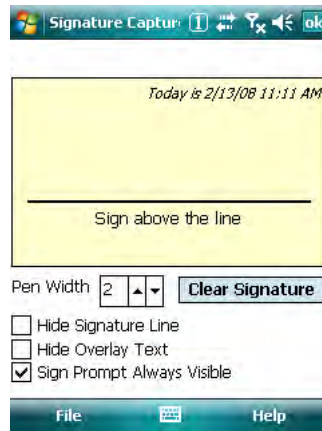 Signature Captur 1 ok
Today is 2/13/08 11:11 AM
Sign above the line
Pen Width 2 Clear Signature
Hide Signature Line
Hide Overlay Text
Sign Prompt Always Visible
File Help